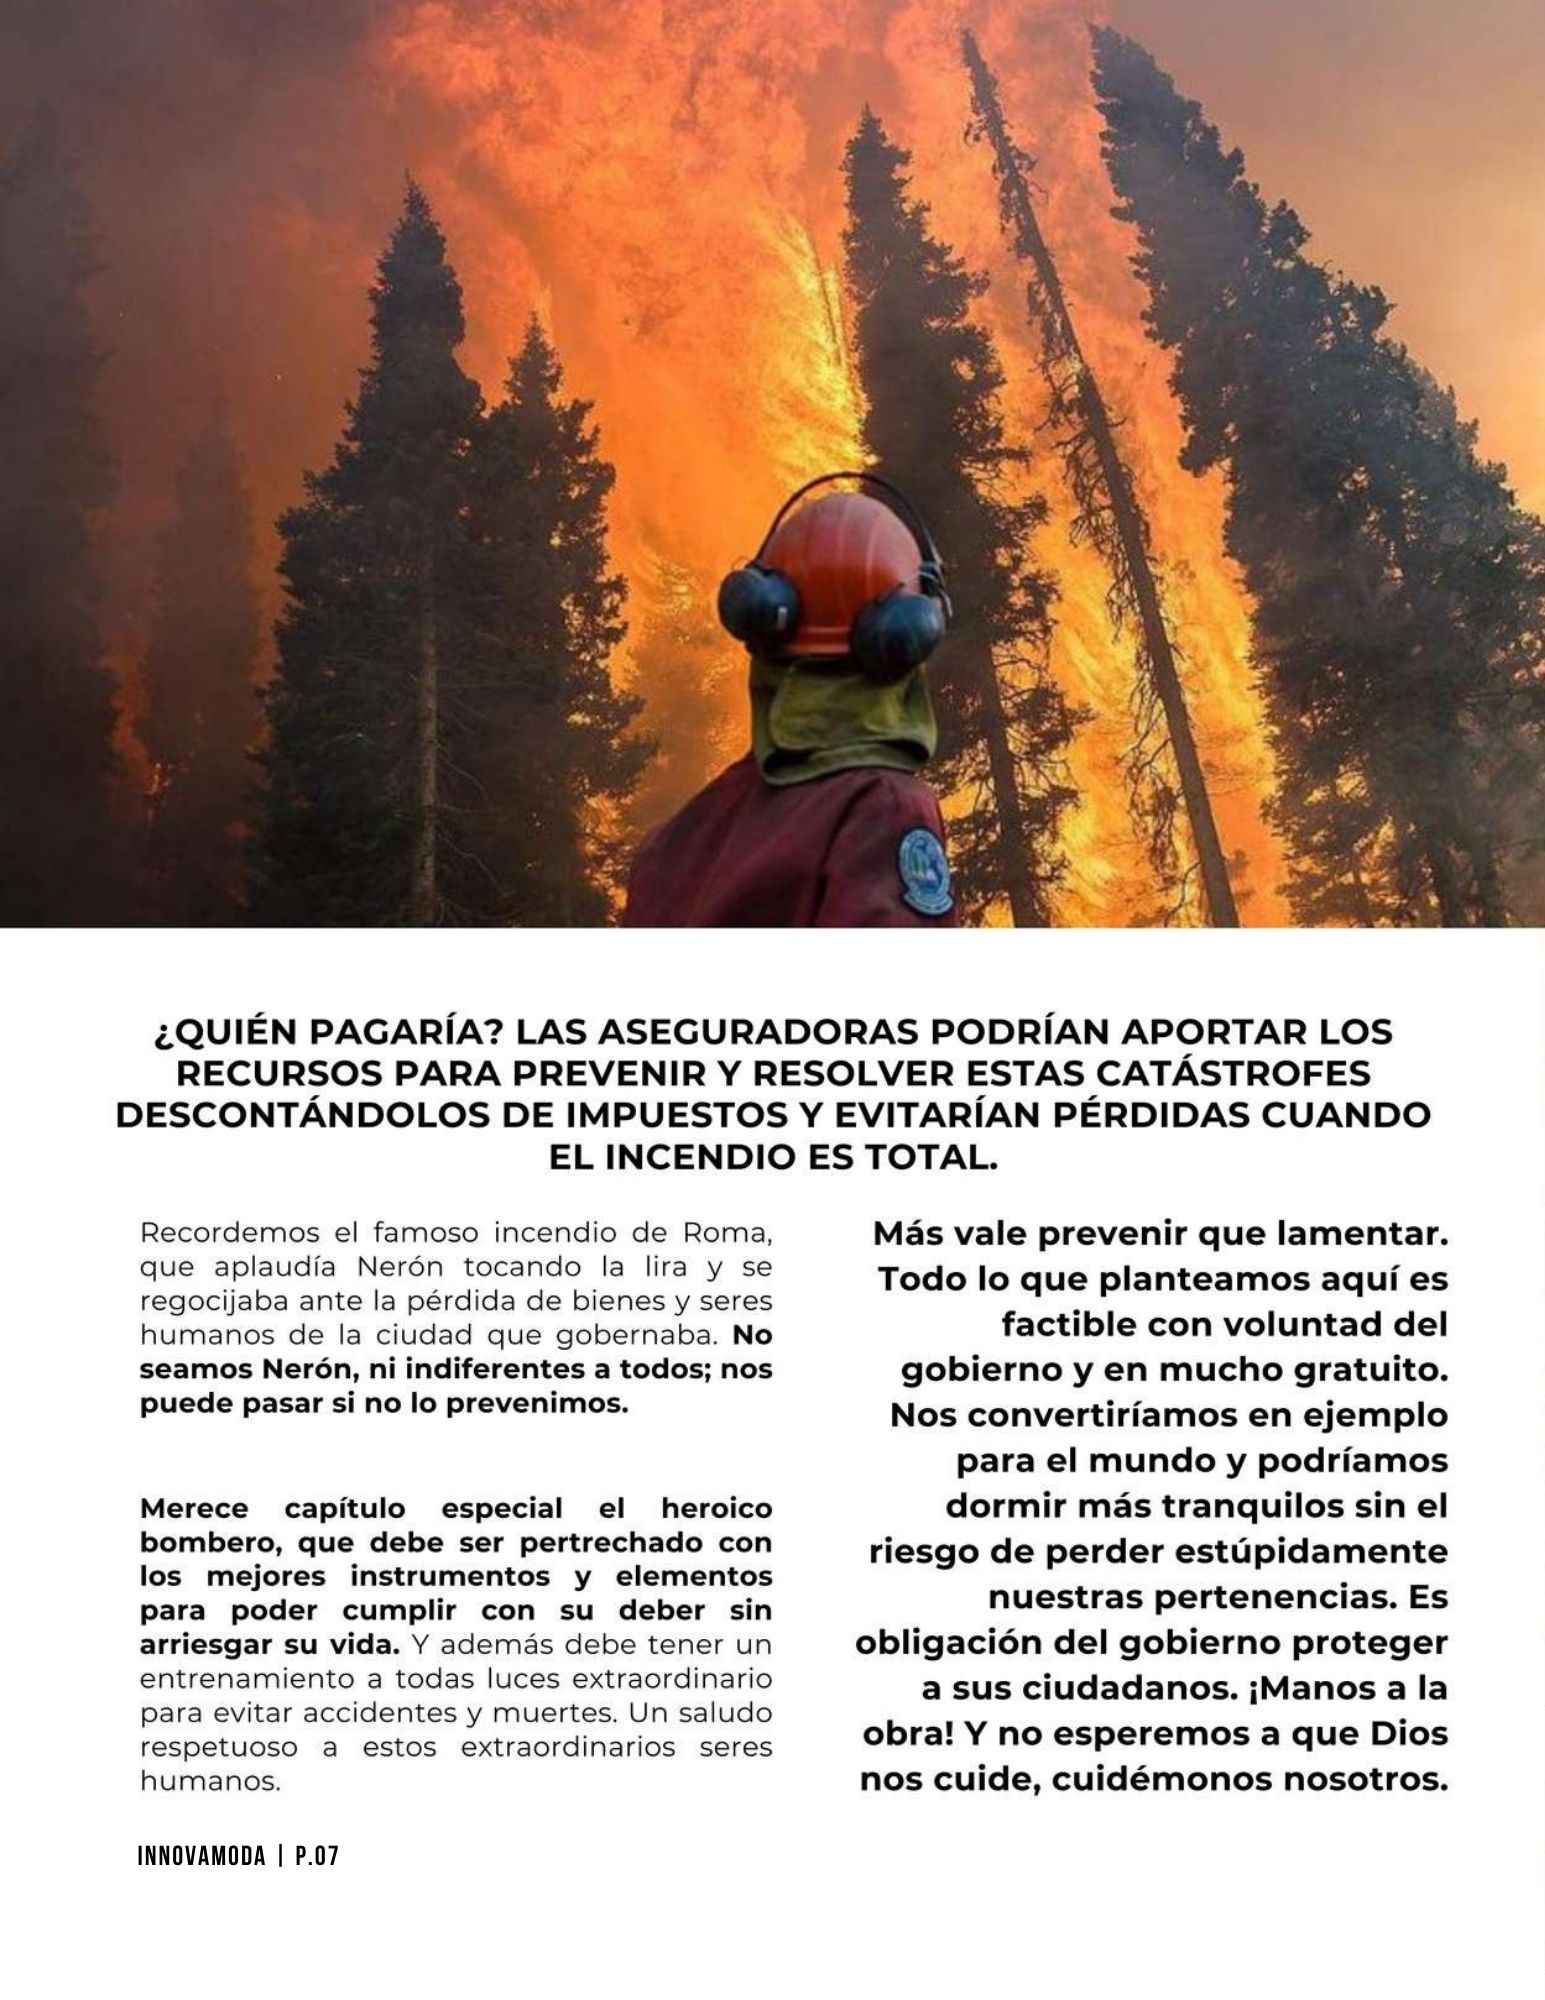 ¿QUIÉN PAGARÍA? LAS ASEGURADORAS PODRÍAN APORTAR LOS
RECURSOS PARA PREVENIR Y RESOLVER ESTAS CATÁSTROFES
DESCONTÁNDOLOS DE IMPUESTOS Y EVITARÍAN PÉRDIDAS CUANDO
EL INCENDIO ES TOTAL.
Recordemos el famoso incendio de Roma,
que aplaudía Nerón tocando la lira y se
regocijaba ante la pérdida de bienes y seres
humanos de la ciudad que gobernaba. No
seamos Nerón, ni indiferentes a todos; nos
puede pasar si no lo prevenimos.
Merece capítulo especial el heroico
bombero, que debe ser pertrechado con
los mejores instrumentos y elementos
para poder cumplir con su deber sin
arriesgar su vida. Y además debe tener un
entrenamiento a todas luces extraordinario
para evitar accidentes y muertes. Un saludo
respetuoso a estos extraordinarios seres
humanos.
Más vale prevenir que lamentar.
Todo lo que planteamos aquí es
factible con voluntad del
gobierno y en mucho gratuito.
Nos convertiríamos en ejemplo
para el mundo y podríamos
dormir más tranquilos sin el
riesgo de perder estúpidamente
nuestras pertenencias. Es
obligación del gobierno proteger
a sus ciudadanos. ¡Manos a la
obra! Y no esperemos a que Dios
nos cuide, cuidémonos nosotros.
INNOVAMODA | P.07